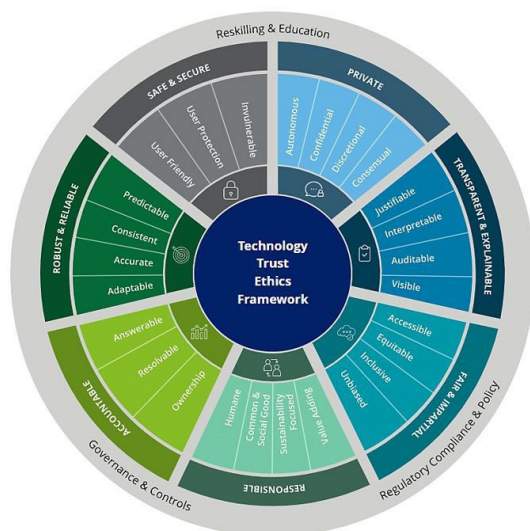 Reskilling & Education
SAFE & SECURE
User Friendly
User Protection
Invulnerable
PRIVATE
Autonomous
Confidential
Discretional
Consensual
TRANSPARENT & EXPLAINABLE
Justifiable
Interpretable
Auditable
Visible
FAIR & IMPARTIAL
Accessible
Equitable
Inclusive
Unbiased
Regulatory Compliance & Policy
RESPONSIBLE
Humane
Common &
Social Good
Sustainability
Focused
Value Adding
Governance & Controls
ACCOUNTABLE
Answerable
Resolvable
Ownership
ROBUST & RELIABLE
Predictable
Consistent
Accurate
Adaptable
Technology
Trust
Ethics
Framework